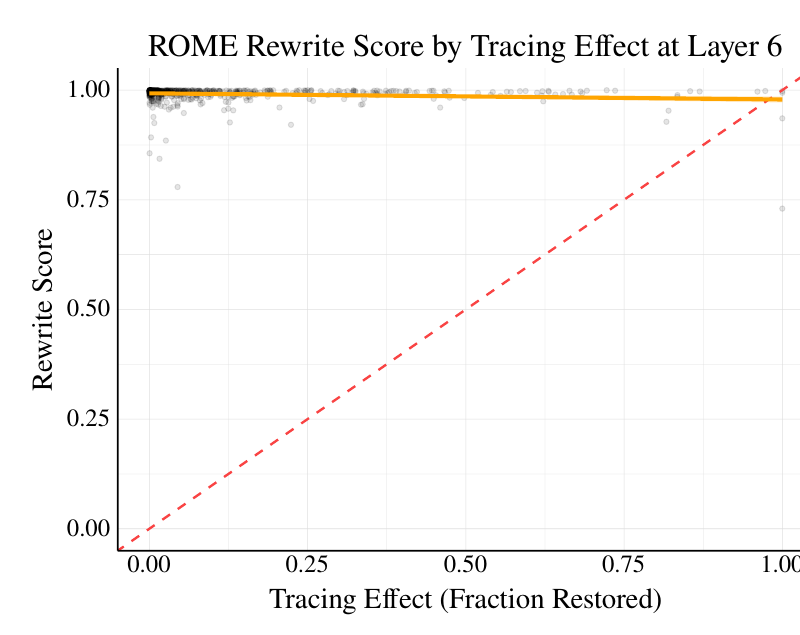 ROME Rewrite Score by Tracing Effect at Layer 6
1.00
0.75
0.50
0.25
0.00
Rewrite Score
0.00 0.25 0.50 0.75 1.00
Tracing Effect (Fraction Restored)